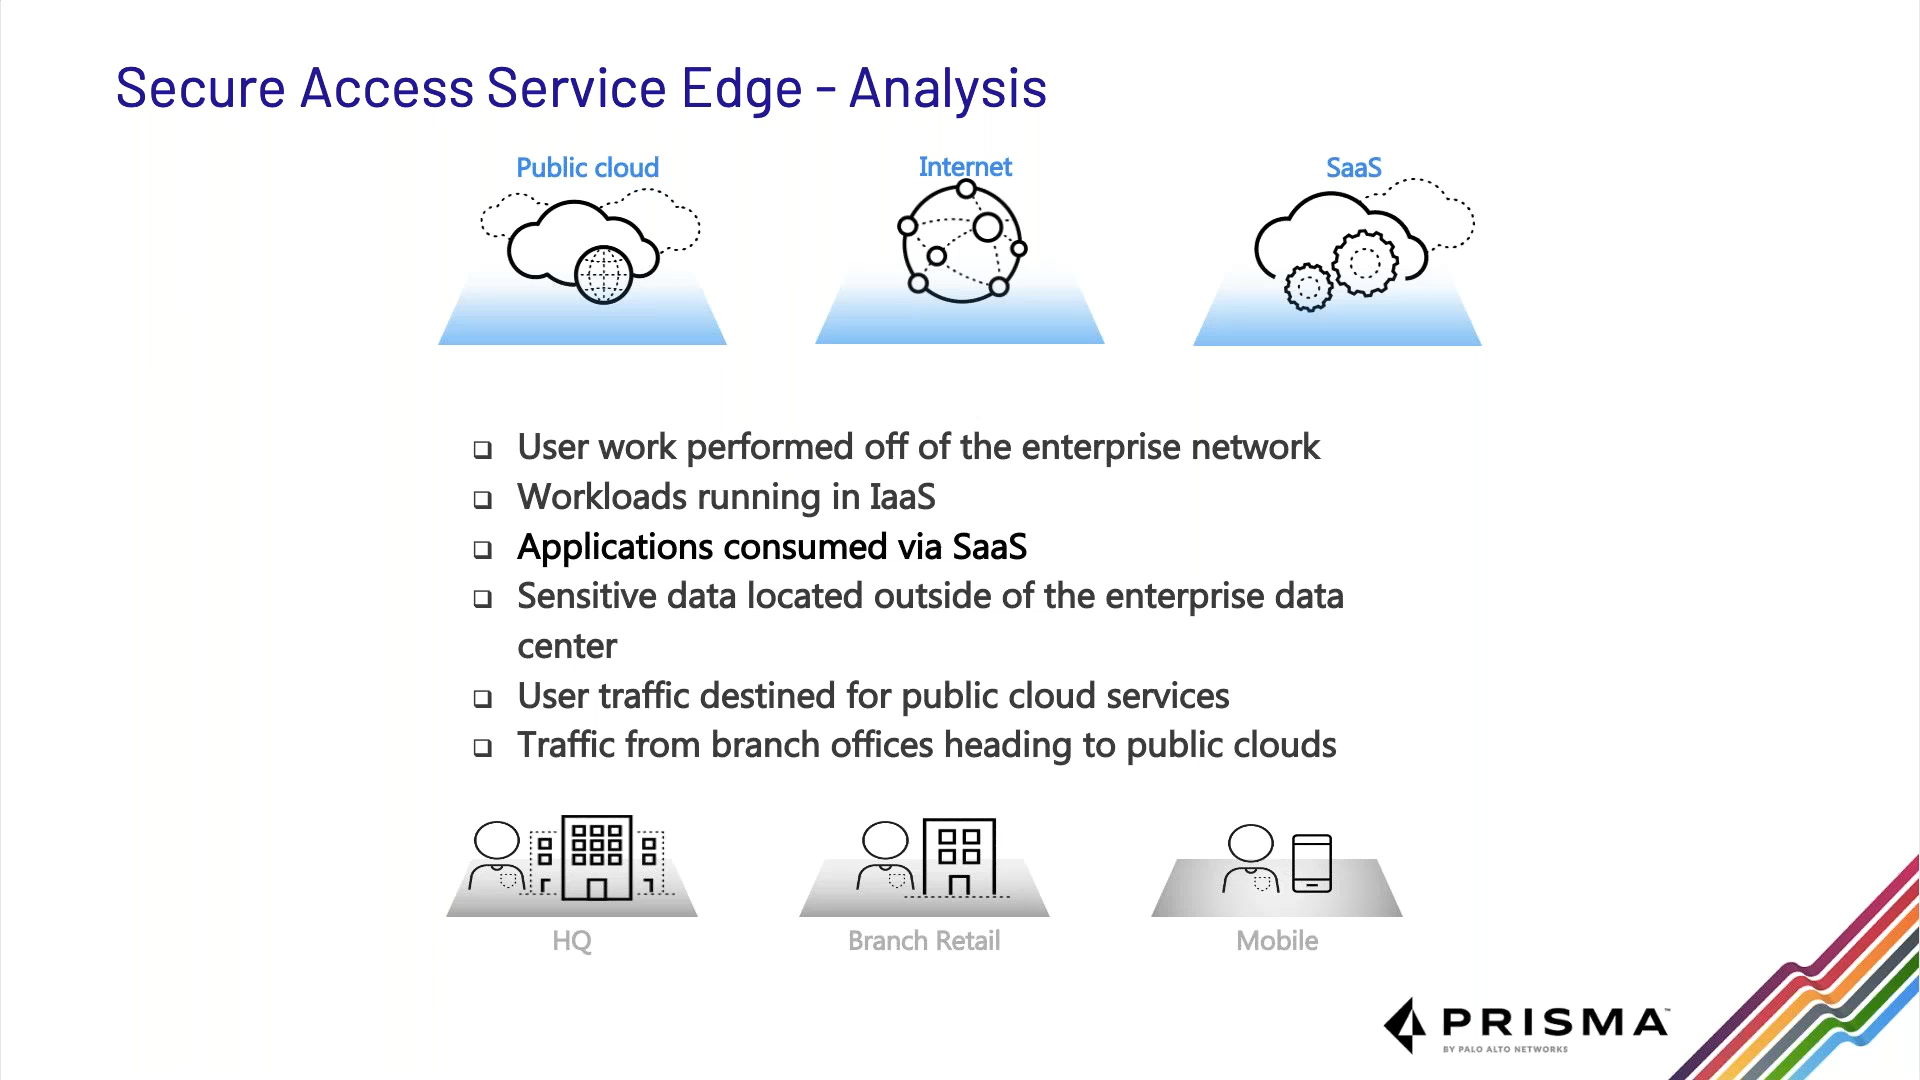 Secure Access Service Edge - Analysis
Public cloud
Internet
SaaS
User work performed off of the enterprise network
Workloads running in IaaS
Applications consumed via SaaS
Sensitive data located outside of the enterprise data
center
User traffic destined for public cloud services
Traffic from branch offices heading to public clouds
HQ
Branch Retail
Mobile
PRISMA™
BY PALO ALTO NETWORKS